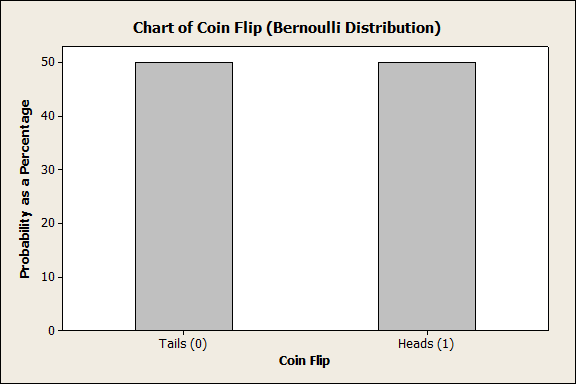 Chart of Coin Flip (Bernoulli Distribution)
Probability as a Percentage
50
40
30
20
10
0
Tails (0) Heads (1)
Coin Flip